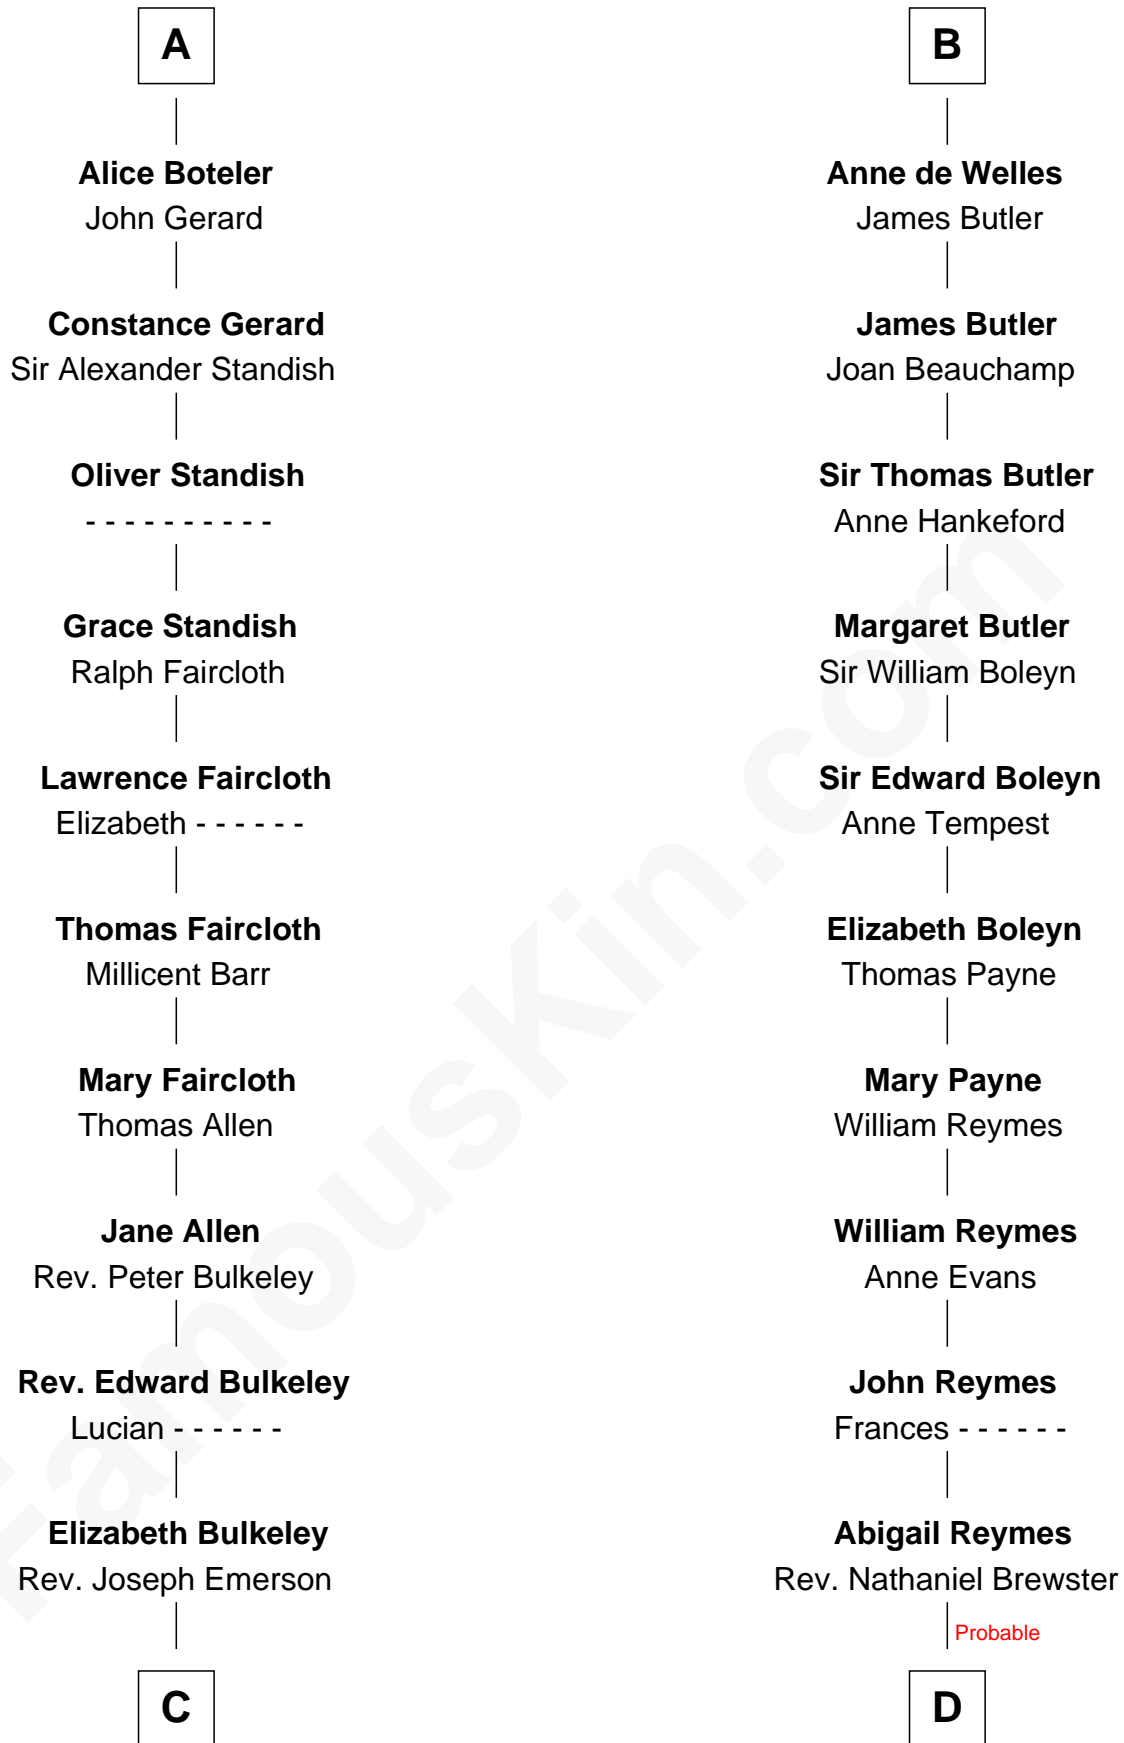 A
Alice Boteler
John Gerard
Constance Gerard
Sir Alexander Standish
Oliver Standish
- - - - - - - - - -
Grace Standish
Ralph Faircloth
Lawrence Faircloth
Elizabeth - - - - - -
Thomas Faircloth
Millicent Barr
Mary Faircloth
Thomas Allen
Jane Allen
Rev. Peter Bulkeley
Rev. Edward Bulkeley
Lucian - - - - - -
Elizabeth Bulkeley
Rev. Joseph Emerson
C
B
Anne de Welles
James Butler
James Butler
Joan Beauchamp
Sir Thomas Butler
Anne Hankeford
Margaret Butler
Sir William Boleyn
Sir Edward Boleyn
Anne Tempest
Elizabeth Boleyn
Thomas Payne
Mary Payne
William Reymes
William Reymes
Anne Evans
John Reymes
Frances - - - - - -
Abigail Reymes
Rev. Nathaniel Brewster
Probable
D
FamousKin.com